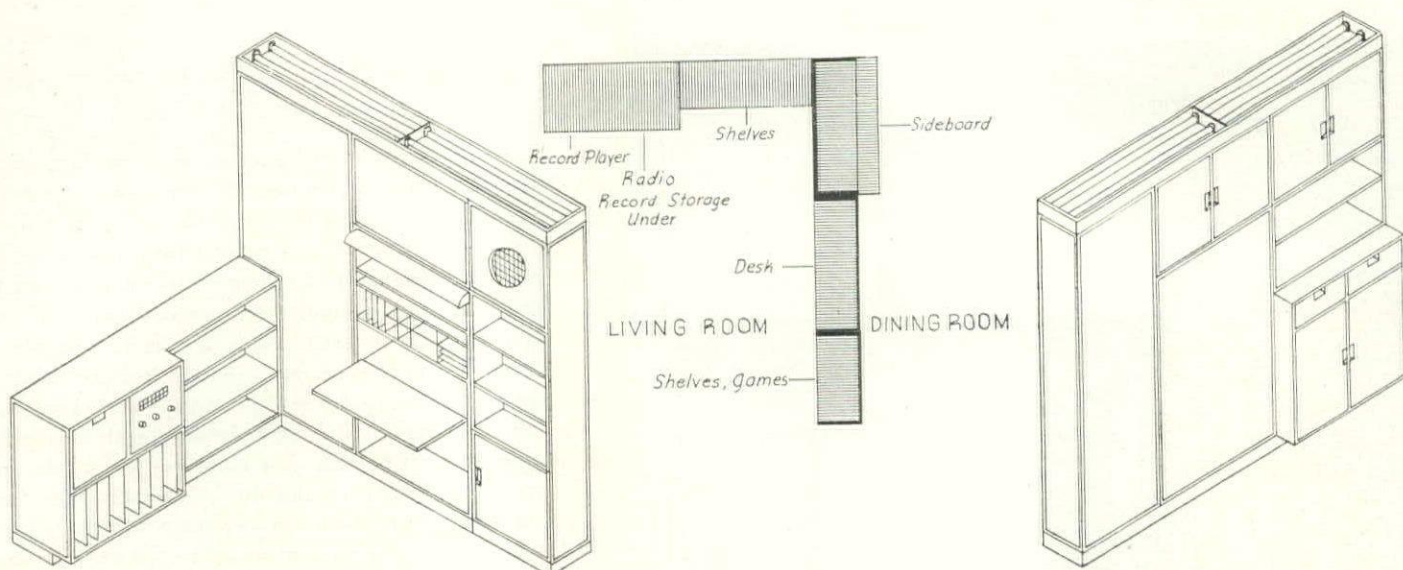 Shelves
Sideboard
Record Player
Radio
Record Storage
Under
Desk
LIVING ROOM
DINING ROOM
Shelves, Games